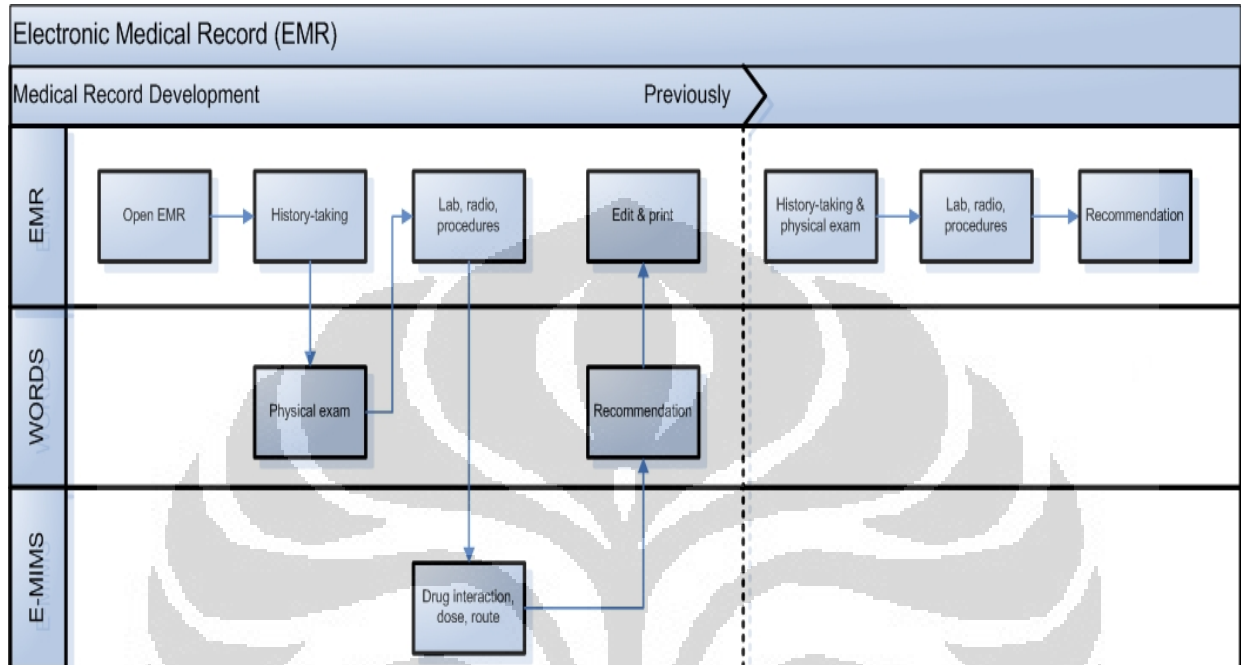 Electronic Medical Record (EMR)
Medical Record Development
Previously
EMR
Open EMR
History-taking
Lab, radio,
procedures
Edit & print
History-taking &
physical exam
Lab, radio,
procedures
Recommendation
WORDS
Physical exam
Recommendation
E-MIMS
Drug interaction,
dose, route